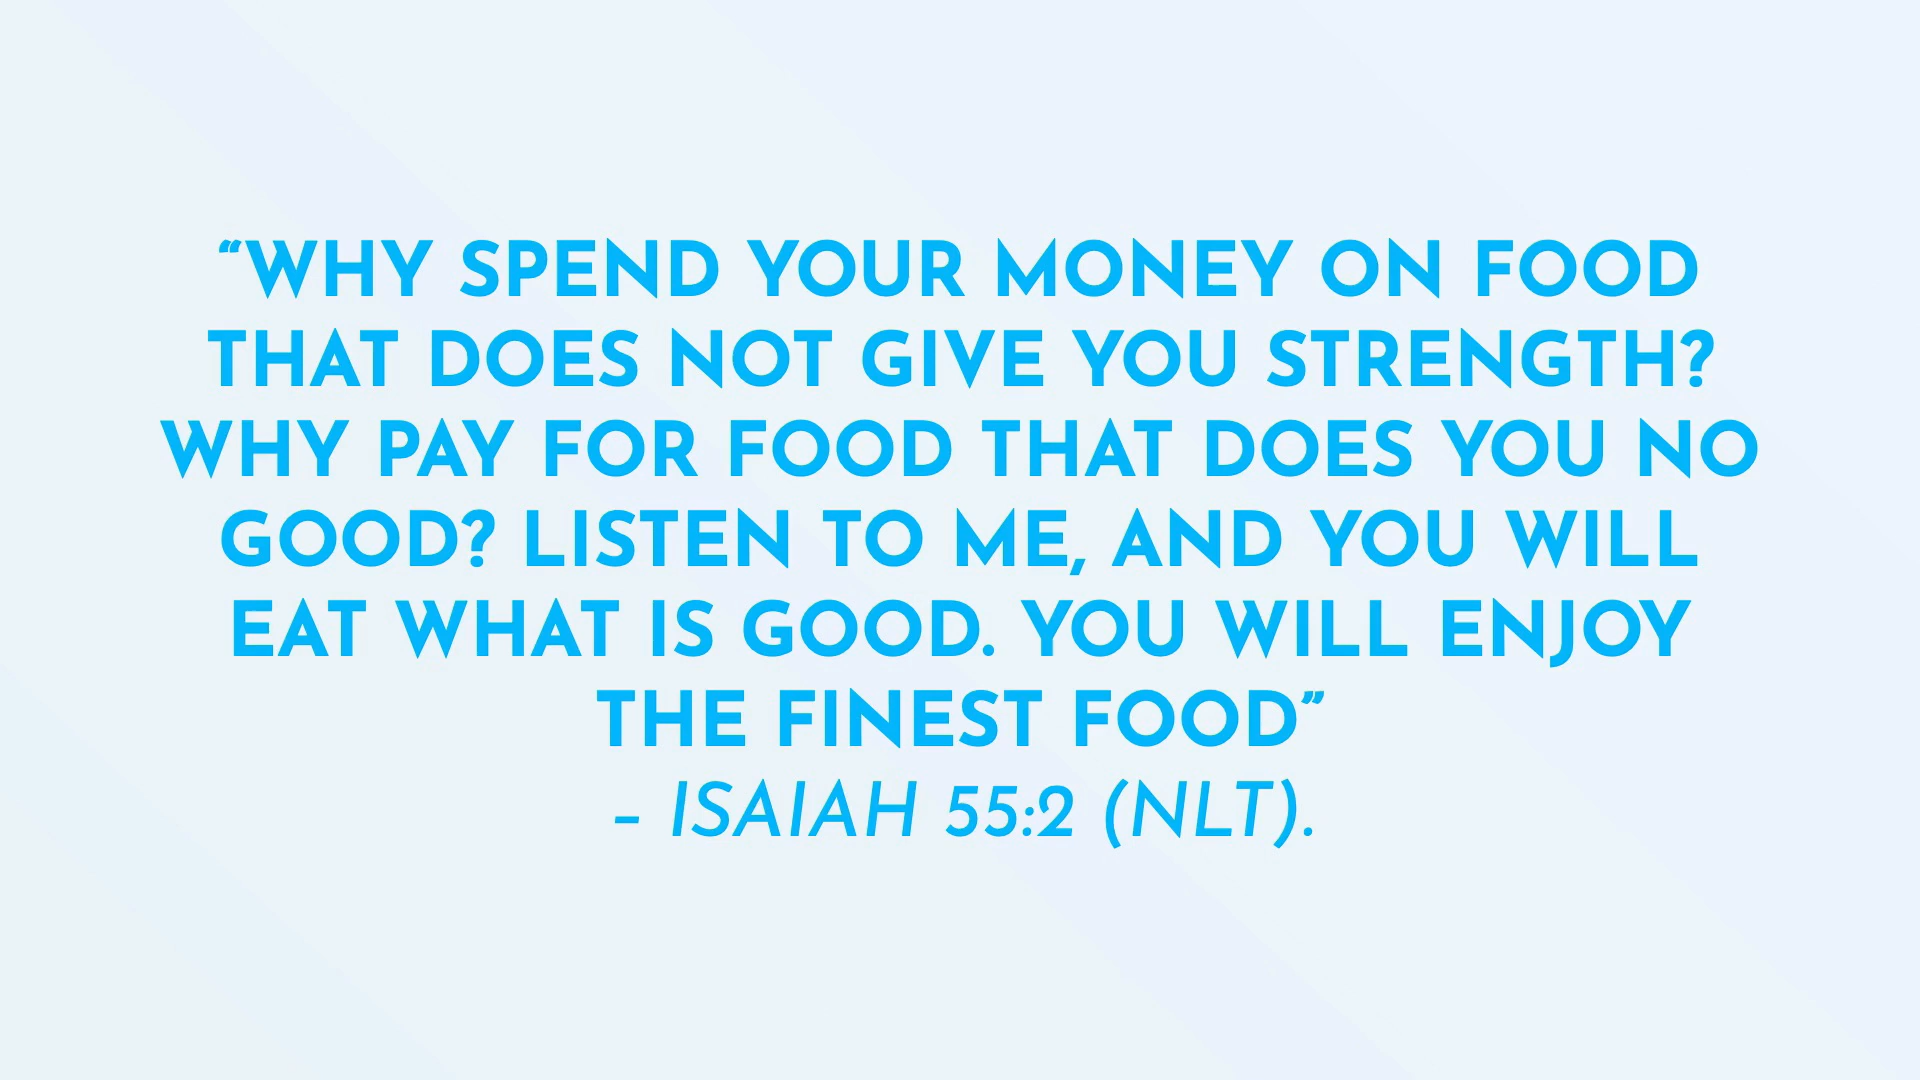 “WHY SPEND YOUR MONEY ON FOOD
THAT DOES NOT GIVE YOU STRENGTH?
WHY PAY FOR FOOD THAT DOES YOU NO
GOOD? LISTEN TO ME, AND YOU WILL
EAT WHAT IS GOOD. YOU WILL ENJOY
THE FINEST FOOD”
– ISAIAH 55:2 (NLT).